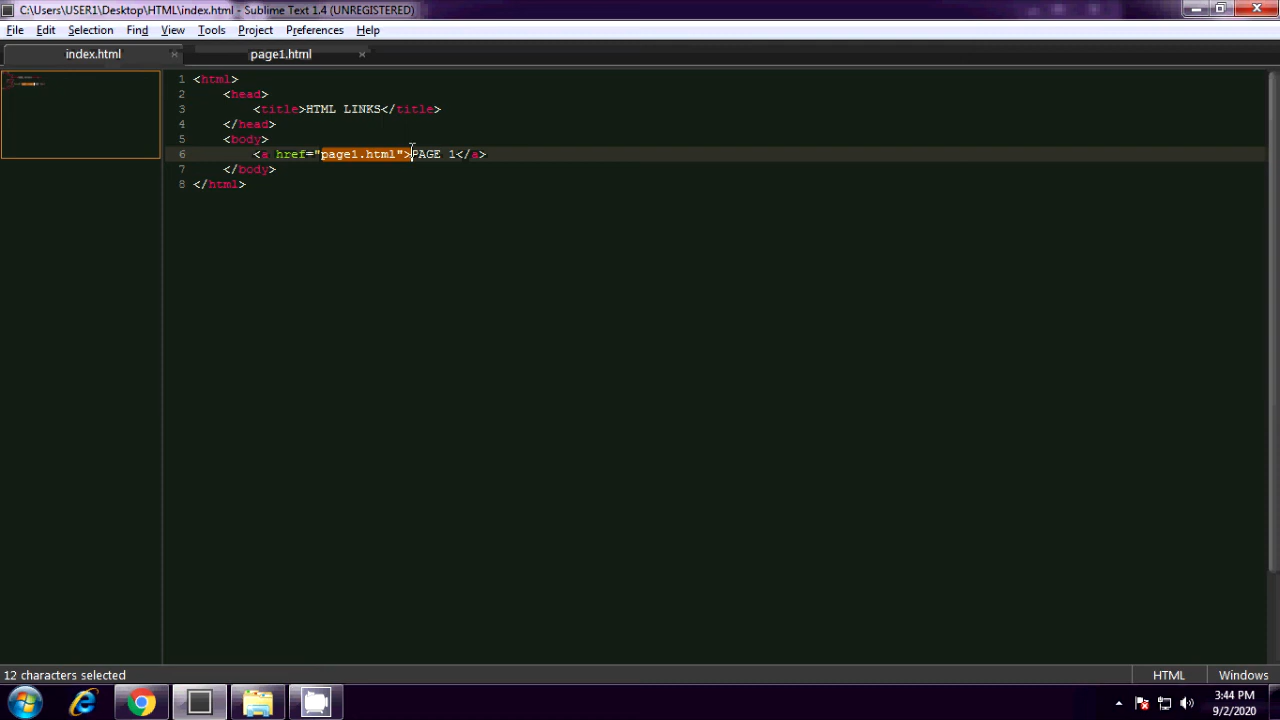 C:\Users\USER1\Desktop\HTML\index.html - Sublime Text 1.4 (UNREGISTERED)
File Edit Selection Find View Tools Project Preferences Help
index.html × page1.html ×
1 <html>
2 <head>
3 <title>HTML LINKS</title>
4 </head>
5 <body>
6 <a href="page1.html">PAGE 1</a>
7 </body>
8 </html>
12 characters selected HTML Windows
3:44 PM
9/2/2020